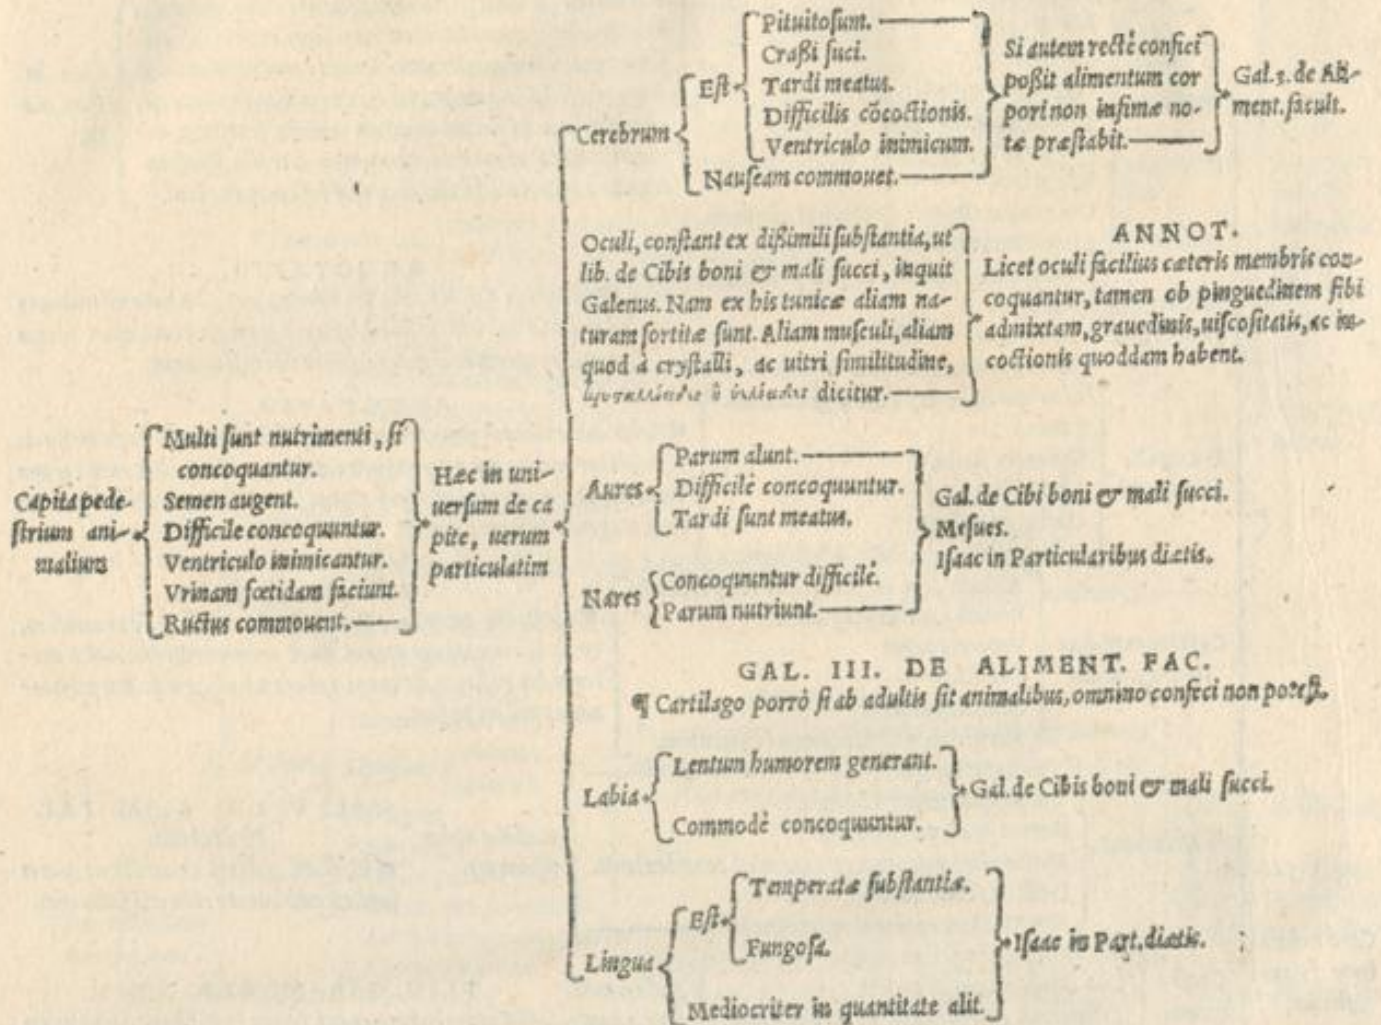 Capita pede-
strium ani-
malium
Multi sunt nutrimenti, si
concoquantur.
Semen augent.
Difficile concoquuntur.
Ventriculo inimicantur.
Vrinam fœtidam faciunt.
Ructus commouent.
Hæc in uni-
uersum de ca
pite, uerum
particulatim
Cerebrum
Est
Pituitosum.
Craßi suci.
Tardi meatus.
Difficilis cõcoctionis.
Ventriculo inimicum.
Nauseam commouet.
Si autem rectè confici
poßit alimentum cor
pori non infimæ no-
tæ præstabit.
Gal. 3. de Ali-
ment. facult.
Oculi, constant ex dißimili substantia, ut
lib. de Cibis boni & mali succi, inquit
Galenus. Nam ex his tunicæ aliam na-
turam sortitæ sunt. Aliam musculi, aliam
quod à crystalli, ac uitri similitudine,
dicitur.
ANNOT.
Licet oculi facilius cæteris membris con-
coquantur, tamen ob pinguedinem sibi
admixtam, grauedinis, uiscositatis, ac in-
coctionis quoddam habent.
Aures
Parum alunt.
Difficilè concoquuntur.
Tardi sunt meatus.
Nares
Concoquuntur difficilè.
Parum nutriunt.
Gal. de Cibi boni & mali succi.
Mesues.
Isaac in Particularibus diætis.
GAL. III. DE ALIMENT. FAC.
¶ Cartilago porrò si ab adultis sit animalibus, omnino confici non potest.
Labia
Lentum humorem generant.
Commodè concoquuntur.
Gal. de Cibis boni & mali succi.
Lingua
Est
Temperatæ substantiæ.
Fungosa.
Mediocriter in quantitate alit.
Isaac in Part. diætis.